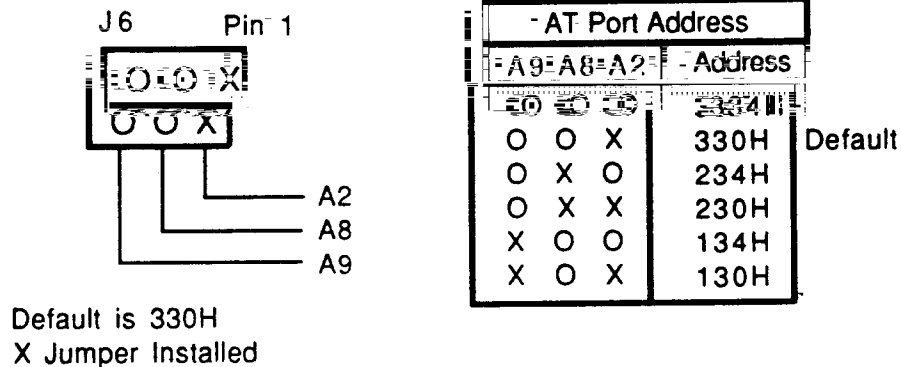 J6 Pin 1
O O X
O O X
A2
A8
A9
Default is 330H
X Jumper Installed
AT Port Address
A9 A8 A2 Address
O O O 334H
O O X 330H Default
O X O 234H
O X X 230H
X O O 134H
X O X 130H